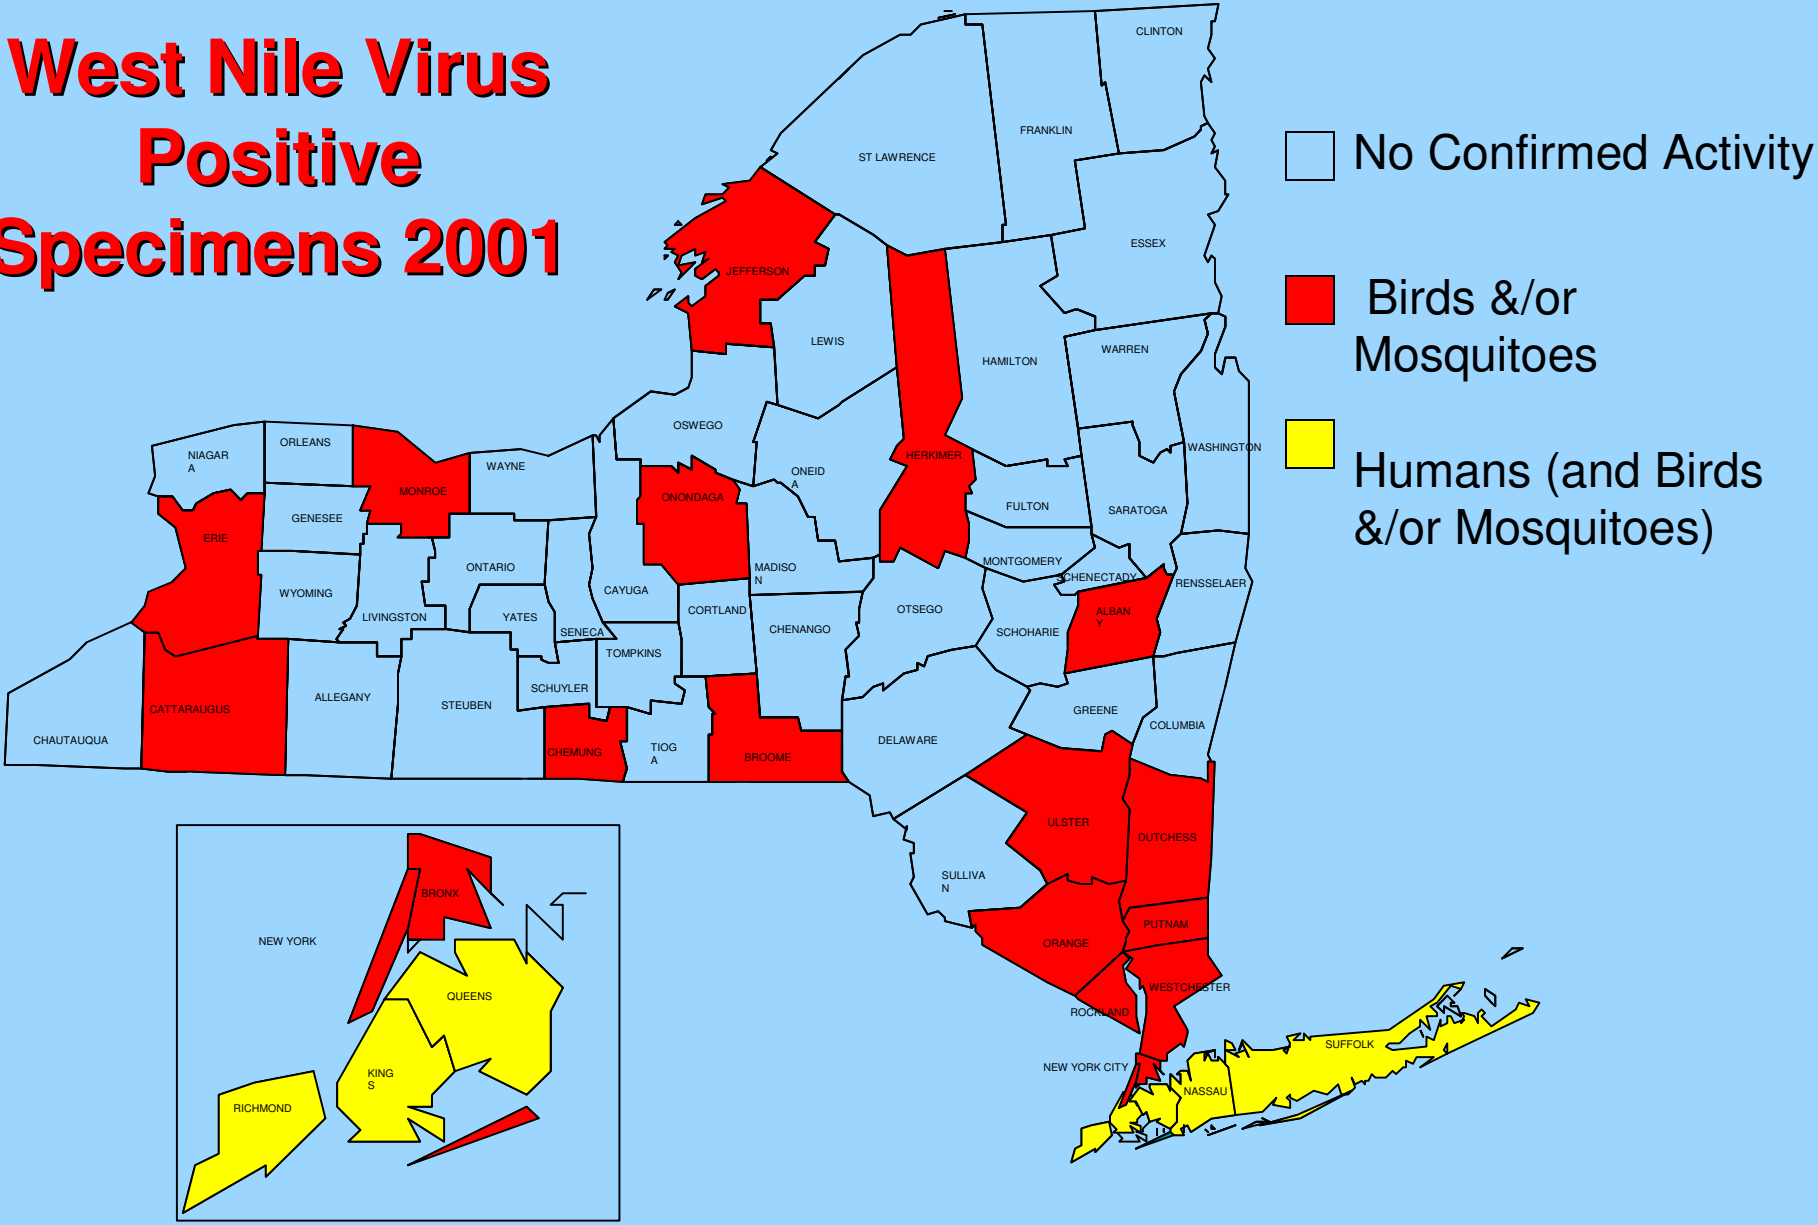 West Nile Virus
Positive
Specimens 2001
No Confirmed Activity
Birds &/or
Mosquitoes
Humans (and Birds
&/or Mosquitoes)
CLINTON
FRANKLIN
ST LAWRENCE
ESSEX
JEFFERSON
LEWIS
HAMILTON
WARREN
OSWEGO
WASHINGTON
HERKIMER
ONEID
A
ORLEANS
NIAGAR
A
WAYNE
MONROE
ONONDAGA
FULTON
SARATOGA
GENESEE
ERIE
MONTGOMERY
ONTARIO
MADISO
N
SCHENECTADY
RENSSELAER
WYOMING
CAYUGA
CORTLAND
OTSEGO
ALBAN
Y
LIVINGSTON
YATES
SENECA
CHENANGO
SCHOHARIE
TOMPKINS
SCHUYLER
ALLEGANY
STEUBEN
CATTARAUGUS
GREENE
COLUMBIA
CHAUTAUQUA
CHEMUNG
TIOG
A
BROOME
DELAWARE
ULSTER
DUTCHESS
SULLIVA
N
PUTNAM
ORANGE
WESTCHESTER
ROCKLAND
SUFFOLK
NEW YORK CITY
NASSAU
BRONX
NEW YORK
QUEENS
KING
S
RICHMOND